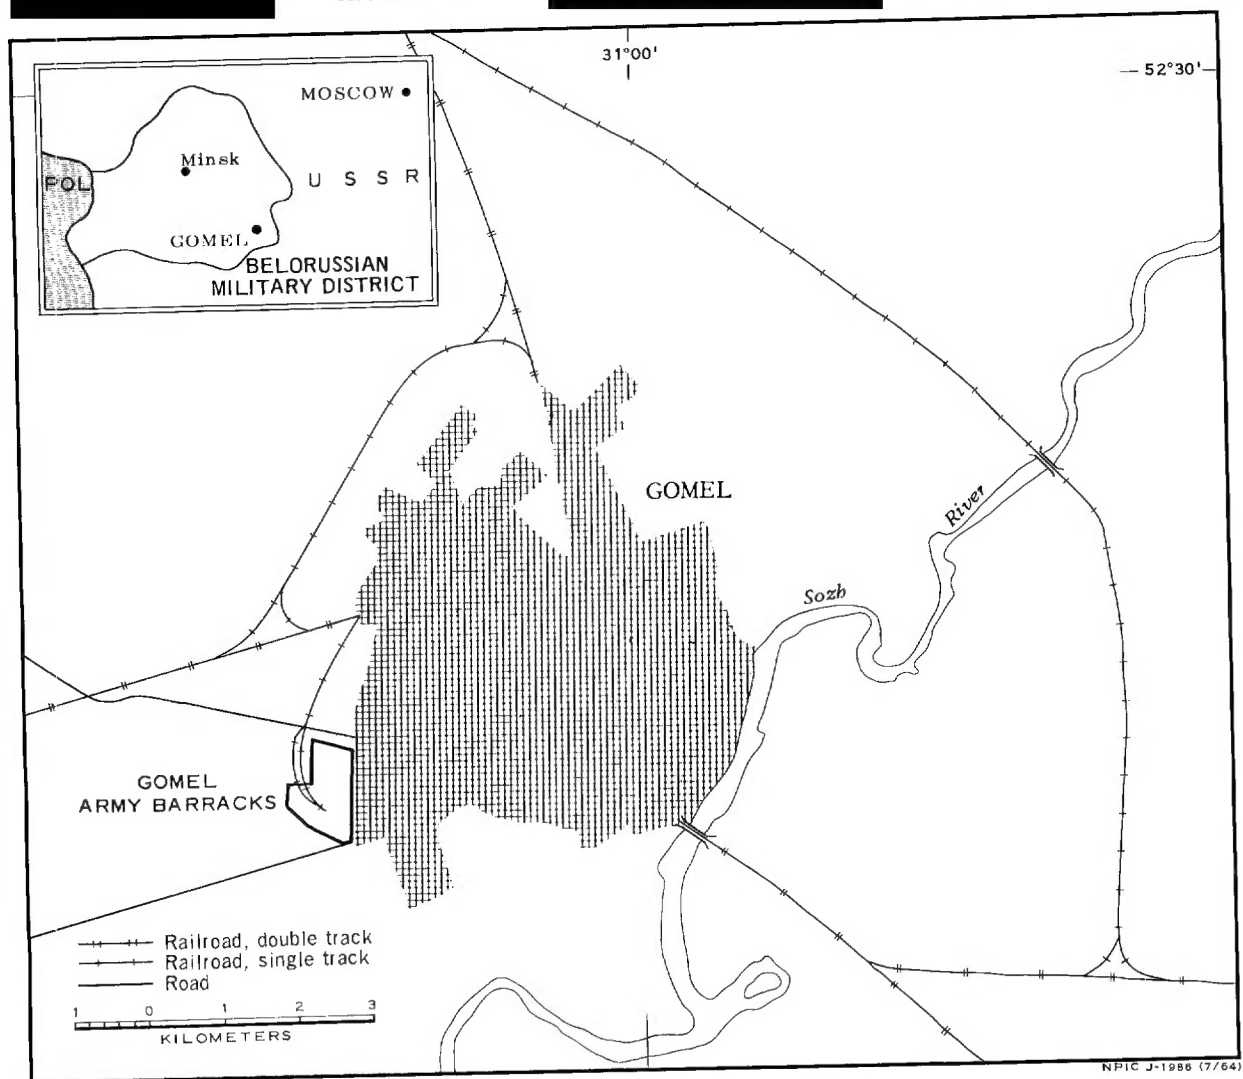 31°00'
52°30'
MOSCOW
Minsk
POL
U S S R
GOMEL
BELORUSSIAN
MILITARY DISTRICT
GOMEL
River
Sozh
GOMEL
ARMY BARRACKS
Railroad, double track
Railroad, single track
Road
1 0 1 2 3
KILOMETERS
NPIC J-1986 (7/64)